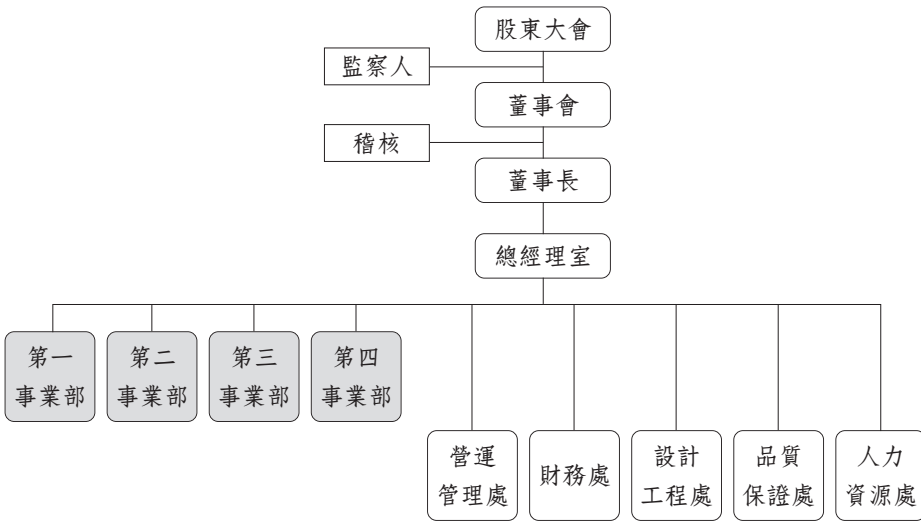 股東大會
監察人
董事會
稽核
董事長
總經理室
第一
事業部
第二
事業部
第三
事業部
第四
事業部
營運
管理處
財務處
設計
工程處
品質
保證處
人力
資源處